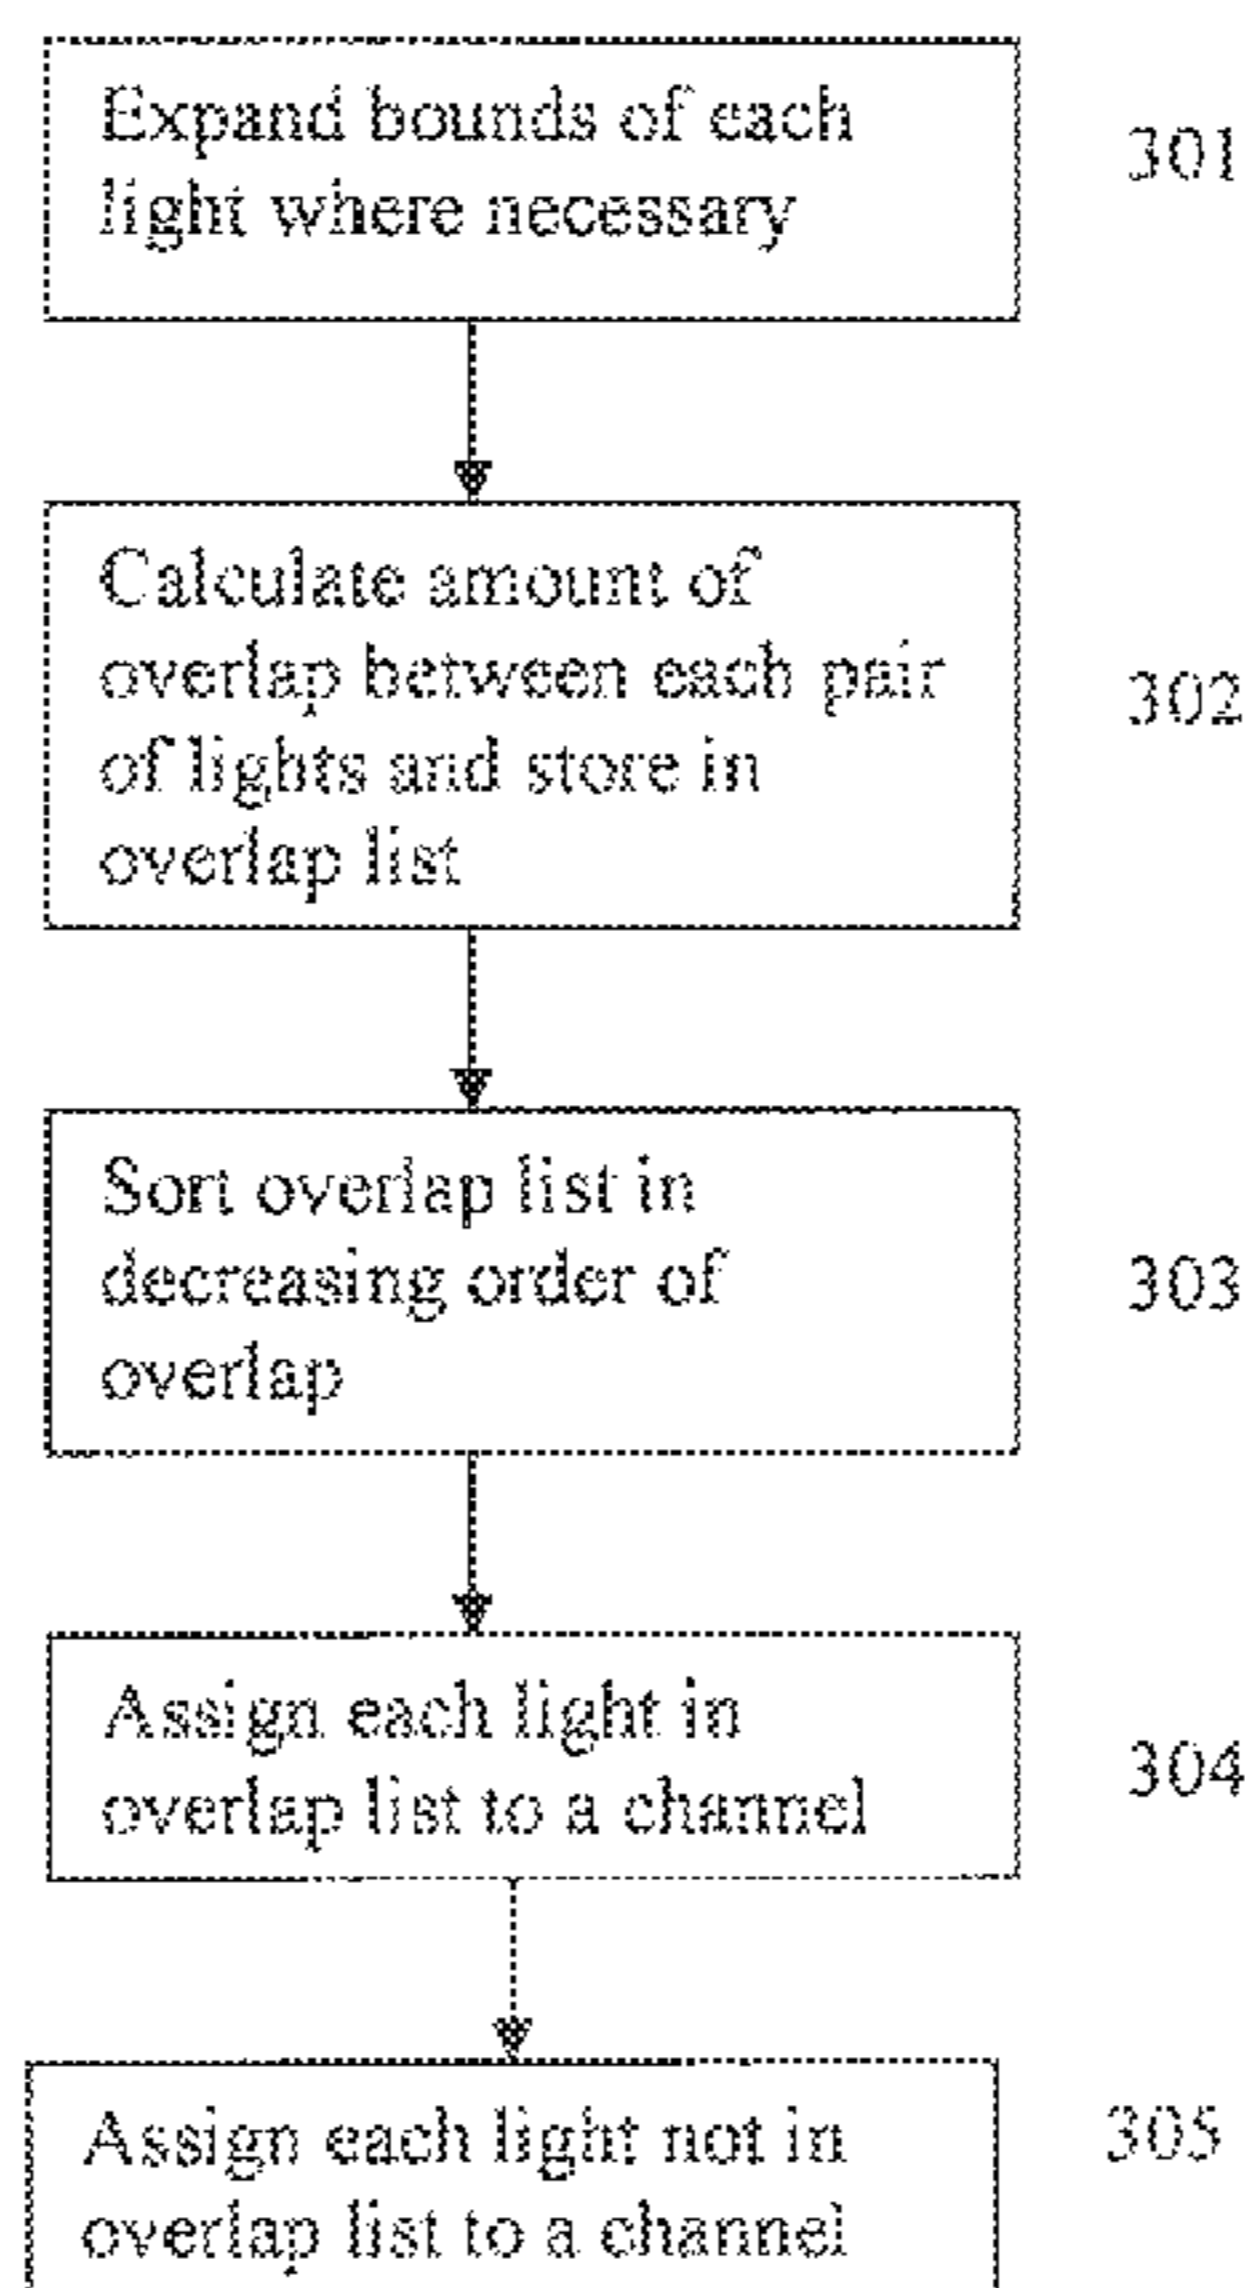 Expand bounds of each
light where necessary
301
Calculate amount of
overlap between each pair
of lights and store in
overlap list
302
Sort overlap list in
decreasing order of
overlap
303
Assign each light in
overlap list to a channel
304
Assign each light not in
overlap list to a channel
305